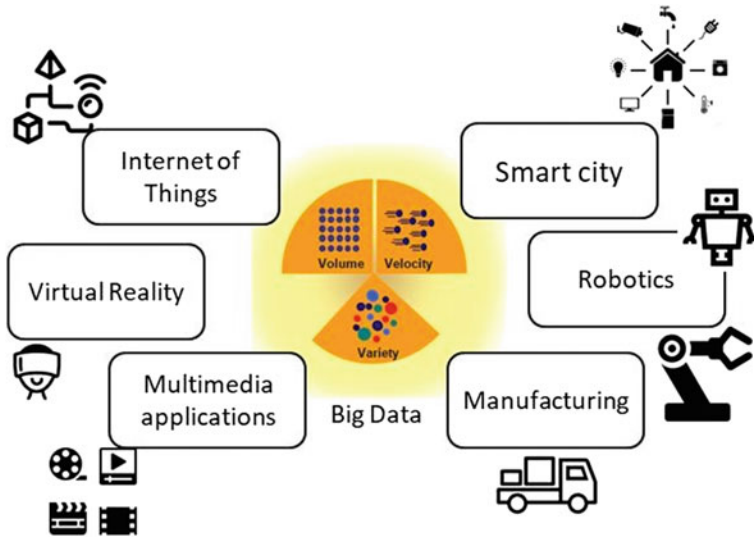 Internet of
Things
Smart city
Volume
Velocity
Virtual Reality
Robotics
Variety
Multimedia
applications
Big Data
Manufacturing